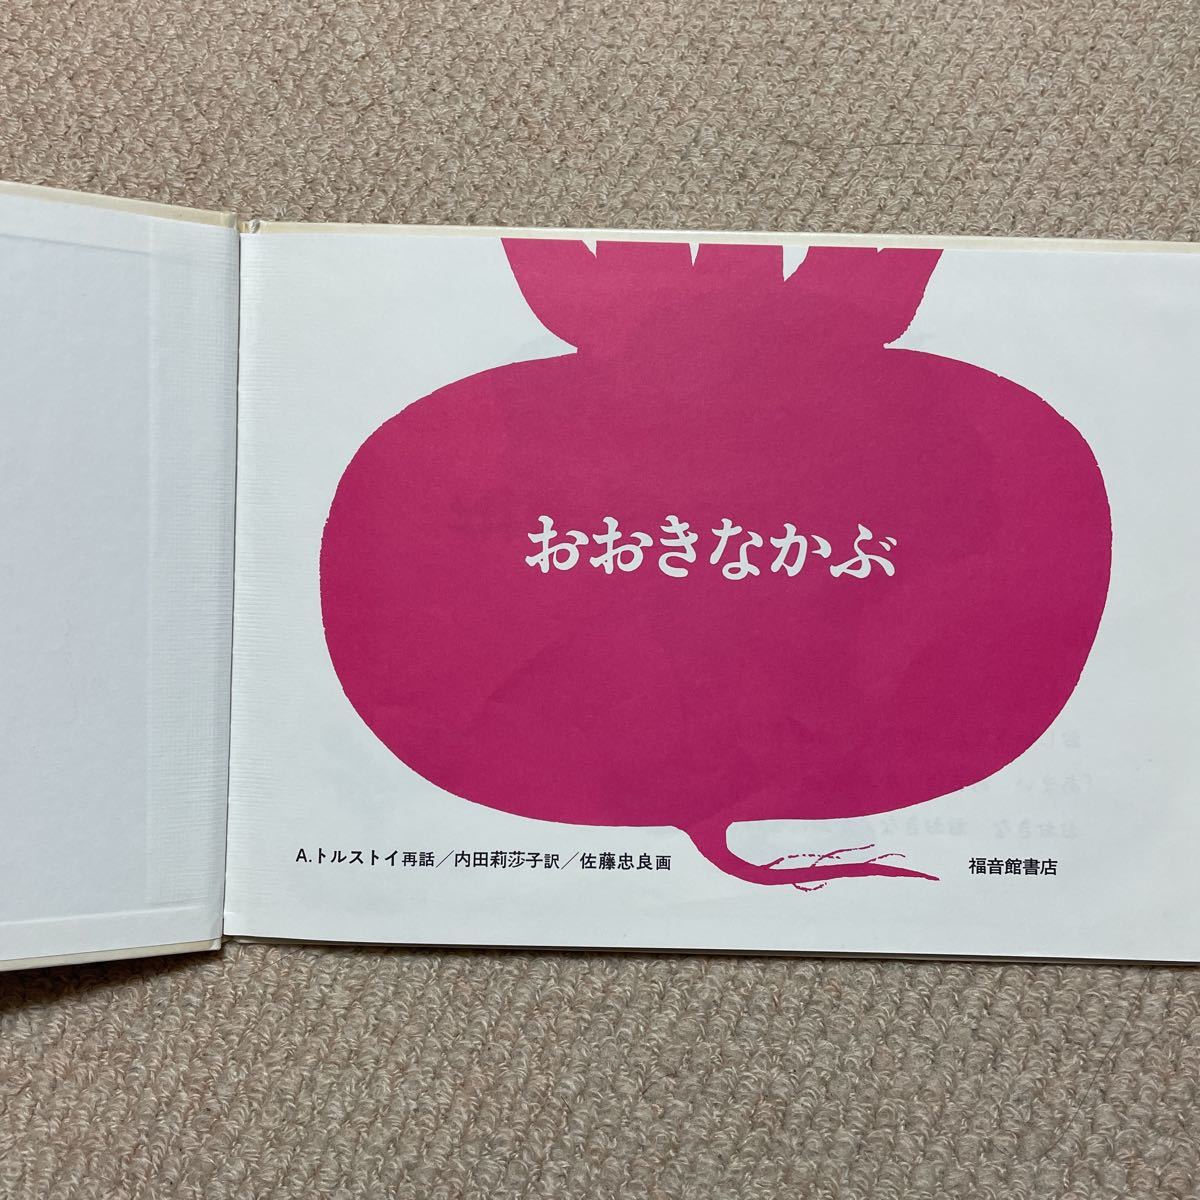 おおきなかぶ
A.トルストイ再話／内田莉莎子訳／佐藤忠良画
福音館書店